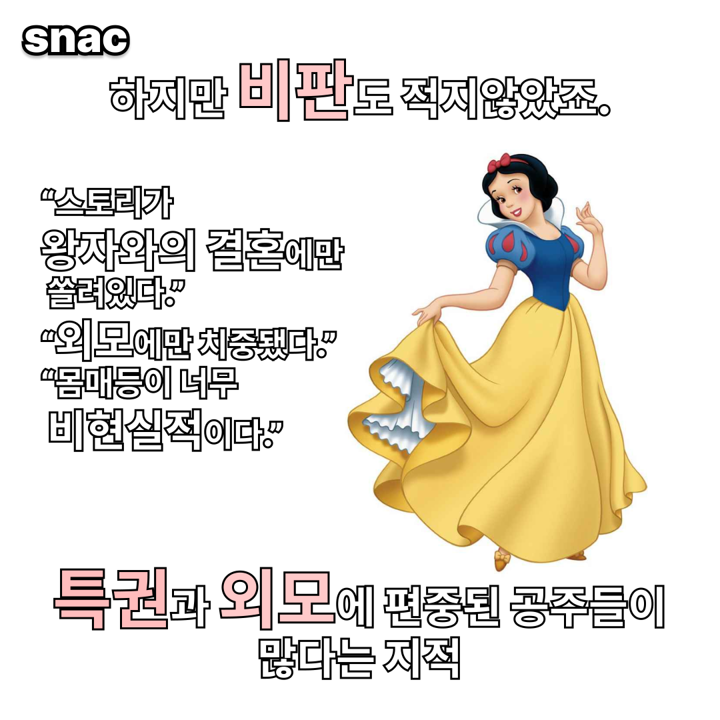 snac
하지만 비판도 적지않았죠.
“스토리가
왕자와의 결혼에만
쏠려있다.”
“외모에만 치중됐다.”
“몸매등이 너무
비현실적이다.”
특권과 외모에 편중된 공주들이
많다는 지적